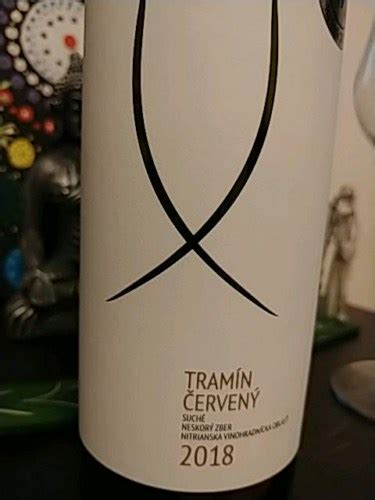 TRAMÍN
ČERVENÝ
SUCHÉ
NESKORÝ ZBER
NITRIANSKA VINOHRADNÍCKA OBLASŤ
2018